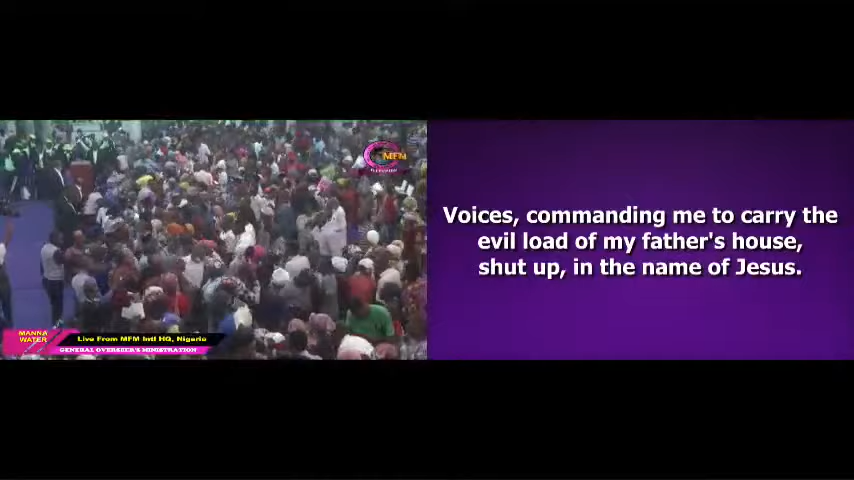 MFM
TELEVISION
MANNA
WATER
Live From MFM Intl HQ, Nigeria
GENERAL OVERSEER'S MINISTRATION
Voices, commanding me to carry the
evil load of my father's house,
shut up, in the name of Jesus.